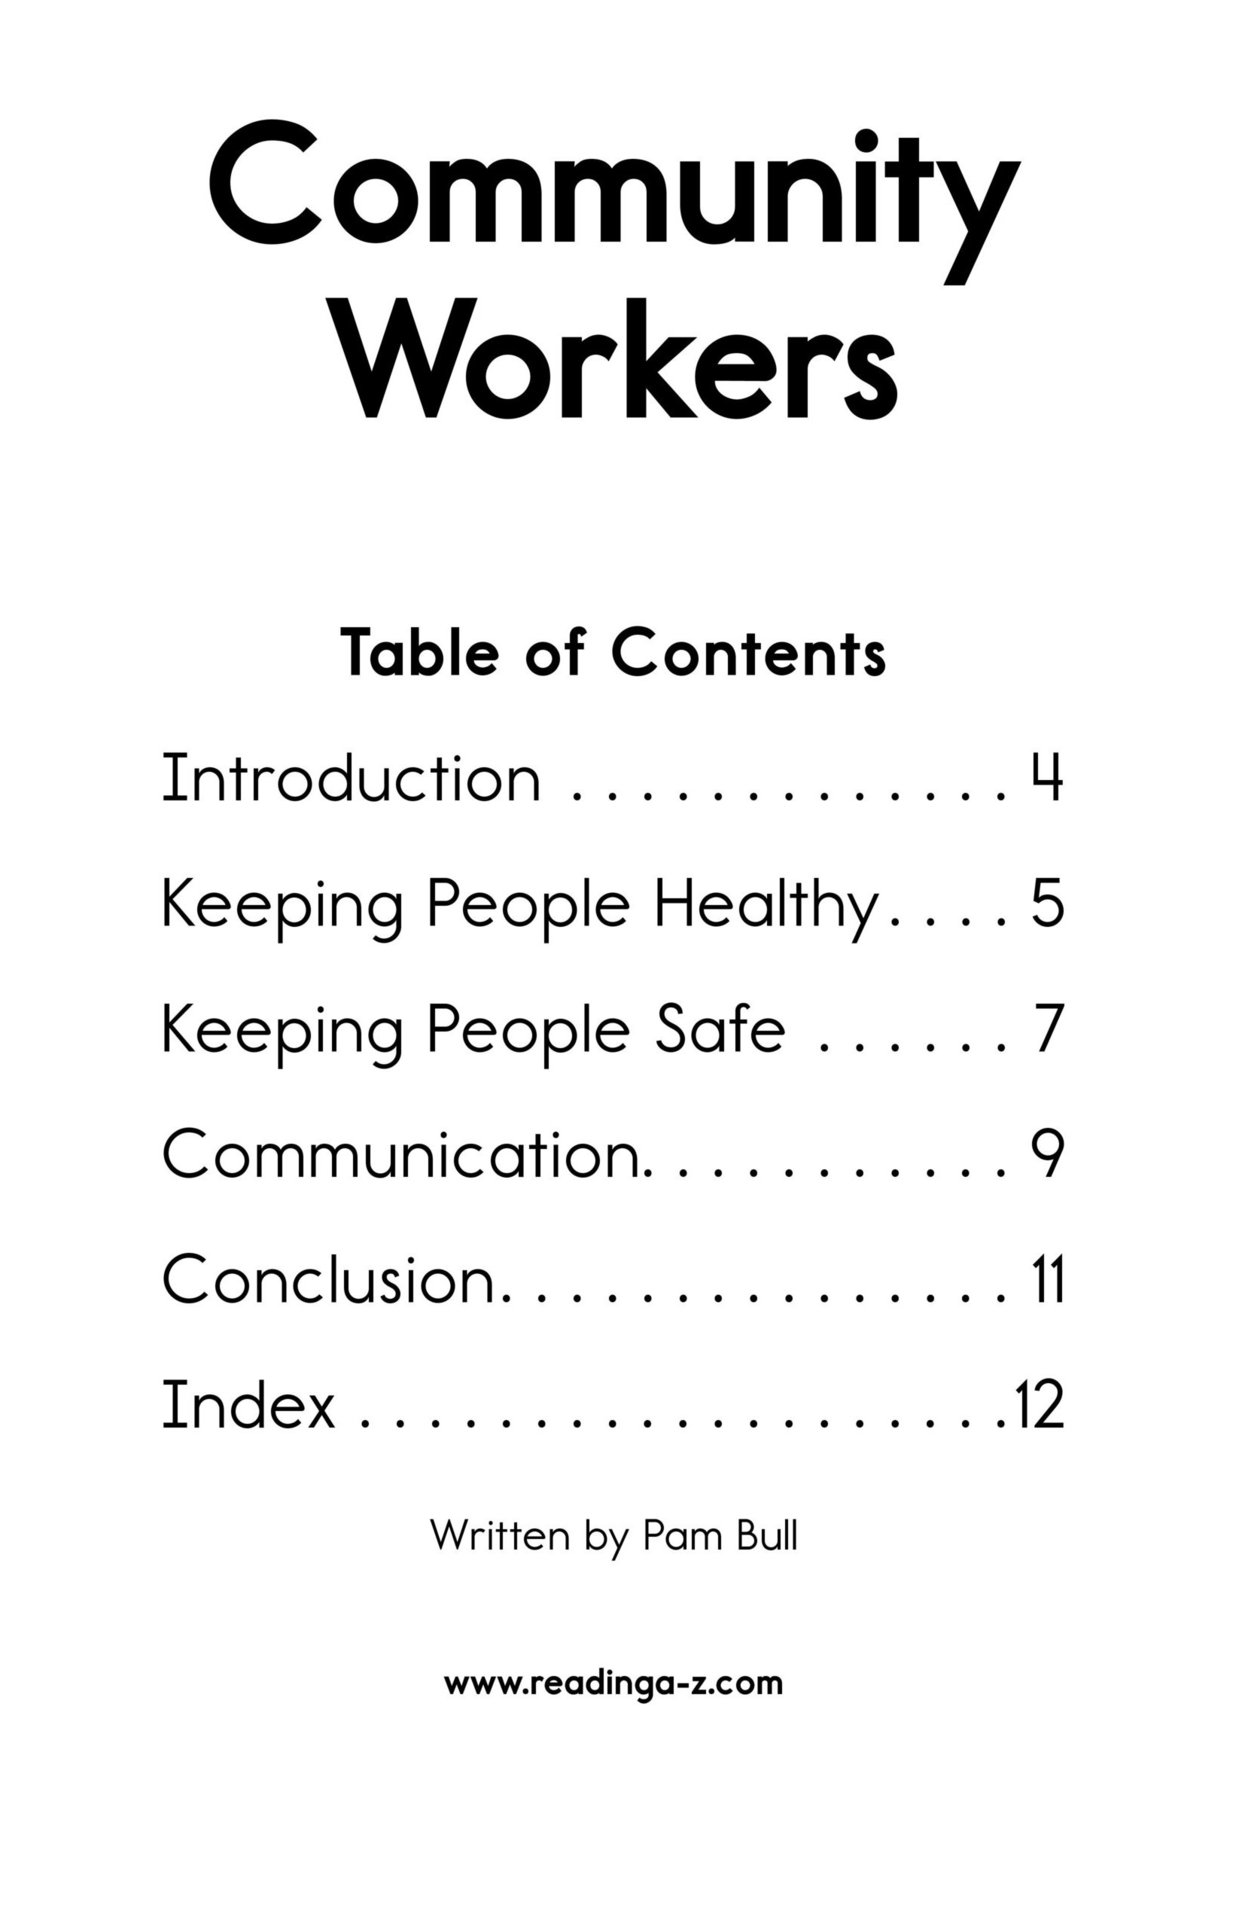 Community
Workers
Table of Contents
Introduction . . . . . . . . . . . . . 4
Keeping People Healthy. . . . 5
Keeping People Safe . . . . . . 7
Communication. . . . . . . . . . . 9
Conclusion. . . . . . . . . . . . . . . 11
Index . . . . . . . . . . . . . . . . . . .12
Written by Pam Bull
www.readinga-z.com